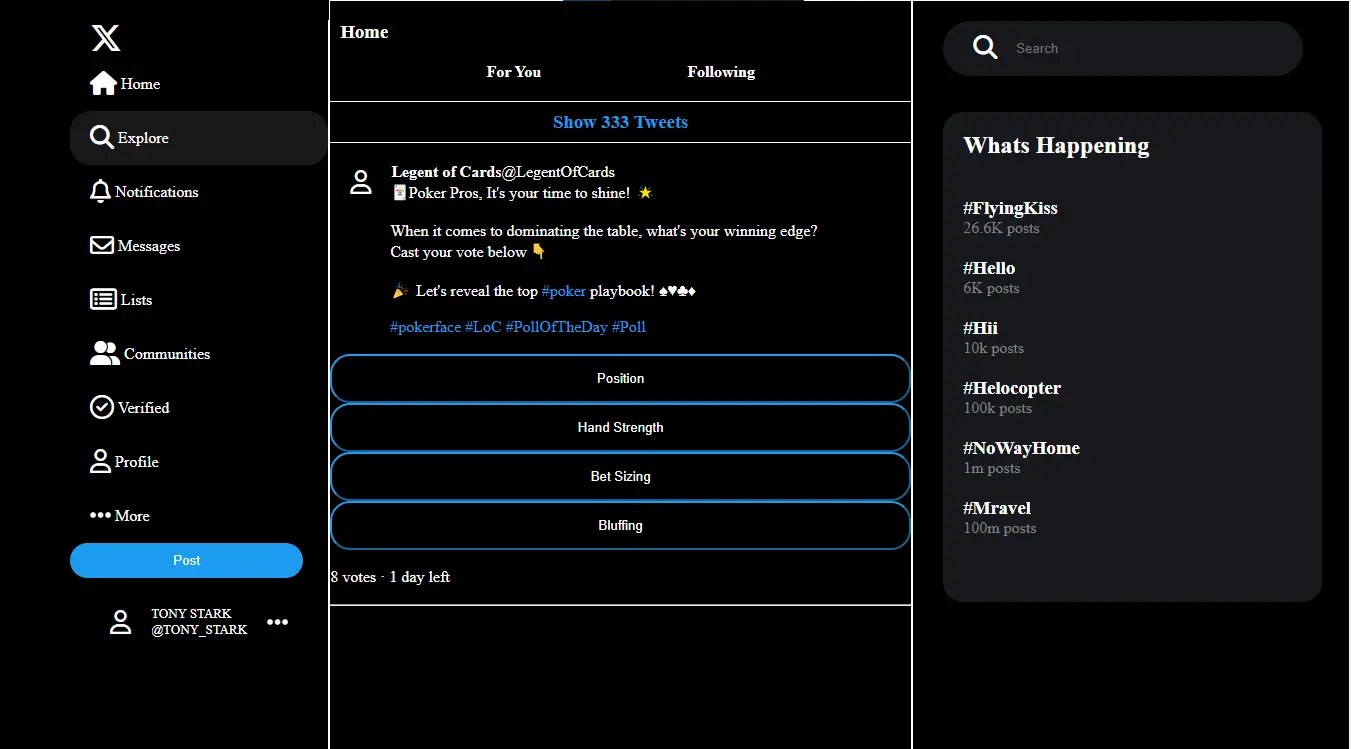 Home
Explore
Notifications
Messages
Lists
Communities
Verified
Profile
More
Post
TONY STARK
@TONY_STARK
Home
For You Following
Show 333 Tweets
Legent of Cards@LegentOfCards
🃏Poker Pros, It's your time to shine! 🌟
When it comes to dominating the table, what's your winning edge?
Cast your vote below 👇
🎉 Let's reveal the top #poker playbook! ♠♥♣♦
#pokerface #LoC #PollOfTheDay #Poll
Position
Hand Strength
Bet Sizing
Bluffing
8 votes · 1 day left
Search
Whats Happening
#FlyingKiss
26.6K posts
#Hello
6K posts
#Hii
10k posts
#Helocopter
100k posts
#NoWayHome
1m posts
#Mravel
100m posts